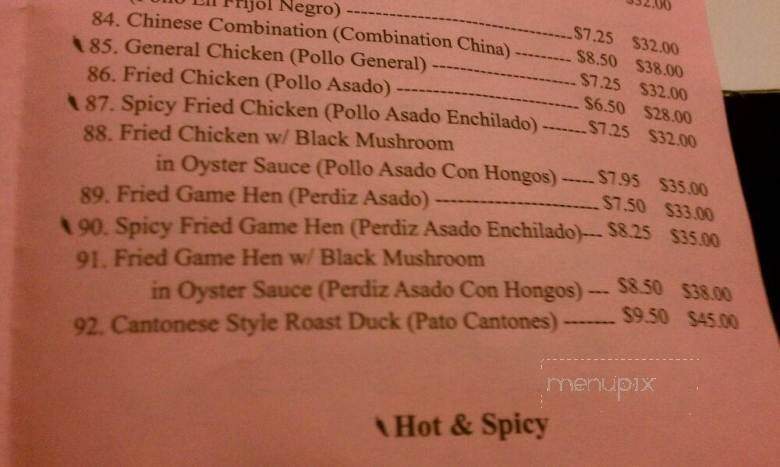 Frijol Negro) ---------------------------- $7.25 $32.00
84. Chinese Combination (Combination China) --------- $8.50 $38.00
85. General Chicken (Pollo General) -------------------- $7.25 $32.00
86. Fried Chicken (Pollo Asado) ------------------------- $6.50 $28.00
87. Spicy Fried Chicken (Pollo Asado Enchilado) ------ $7.25 $32.00
88. Fried Chicken w/ Black Mushroom
in Oyster Sauce (Pollo Asado Con Hongos) ----- $7.95 $35.00
89. Fried Game Hen (Perdiz Asado) ---------------------- $7.50 $33.00
90. Spicy Fried Game Hen (Perdiz Asado Enchilado)--- $8.25 $35.00
91. Fried Game Hen w/ Black Mushroom
in Oyster Sauce (Perdiz Asado Con Hongos) --- $8.50 $38.00
92. Cantonese Style Roast Duck (Pato Cantones) ------- $9.50 $45.00
menupix
Hot & Spicy